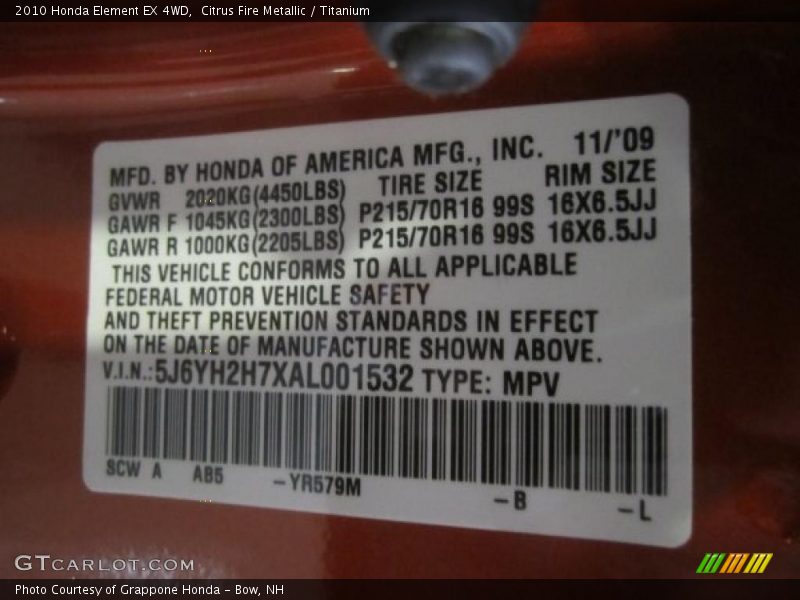 2010 Honda Element EX 4WD,  Citrus Fire Metallic / Titanium
MFD. BY HONDA OF AMERICA MFG., INC. 11/'09
GVWR 2020KG(4450LBS) TIRE SIZE RIM SIZE
GAWR F 1045KG(2300LBS) P215/70R16 99S 16X6.5JJ
GAWR R 1000KG(2205LBS) P215/70R16 99S 16X6.5JJ
THIS VEHICLE CONFORMS TO ALL APPLICABLE
FEDERAL MOTOR VEHICLE SAFETY
AND THEFT PREVENTION STANDARDS IN EFFECT
ON THE DATE OF MANUFACTURE SHOWN ABOVE.
V.I.N.:5J6YH2H7XAL001532 TYPE: MPV
SCW A AB5 -YR579M -B -L
GTCARLOT.COM
Photo Courtesy of Grappone Honda - Bow, NH